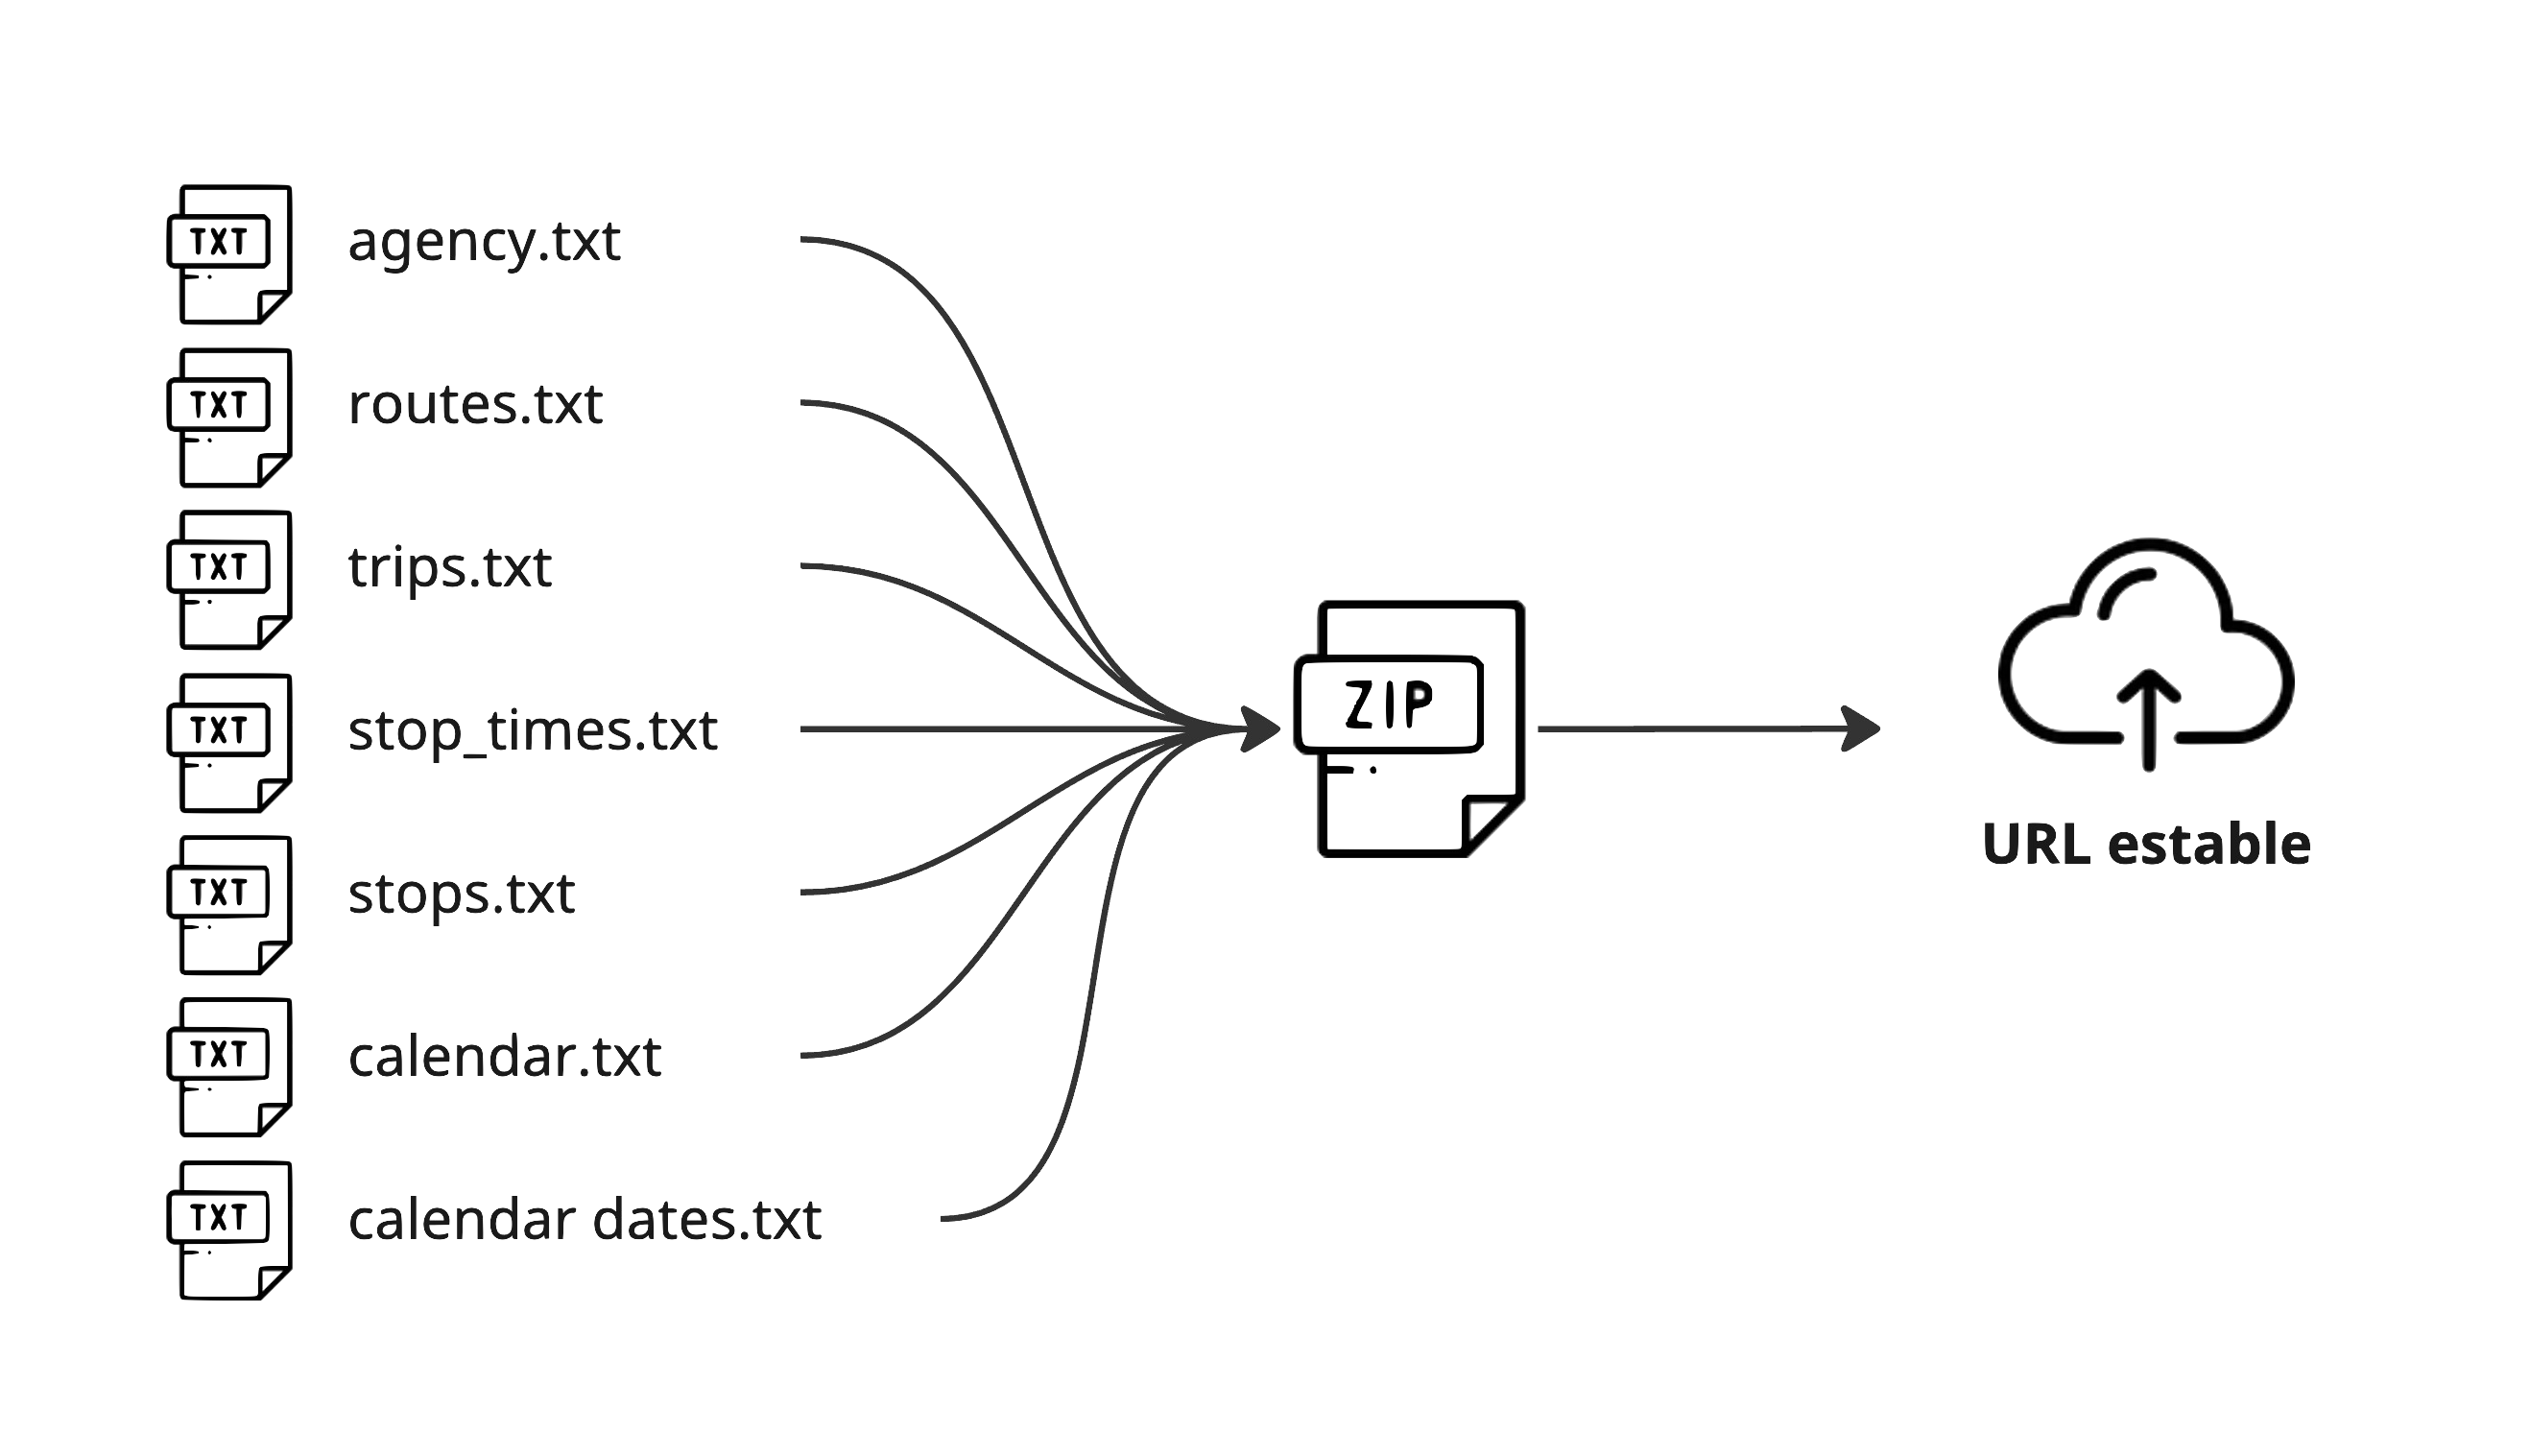 TXT agency.txt
TXT routes.txt
TXT trips.txt
TXT stop_times.txt
TXT stops.txt
TXT calendar.txt
TXT calendar dates.txt
ZIP
URL estable